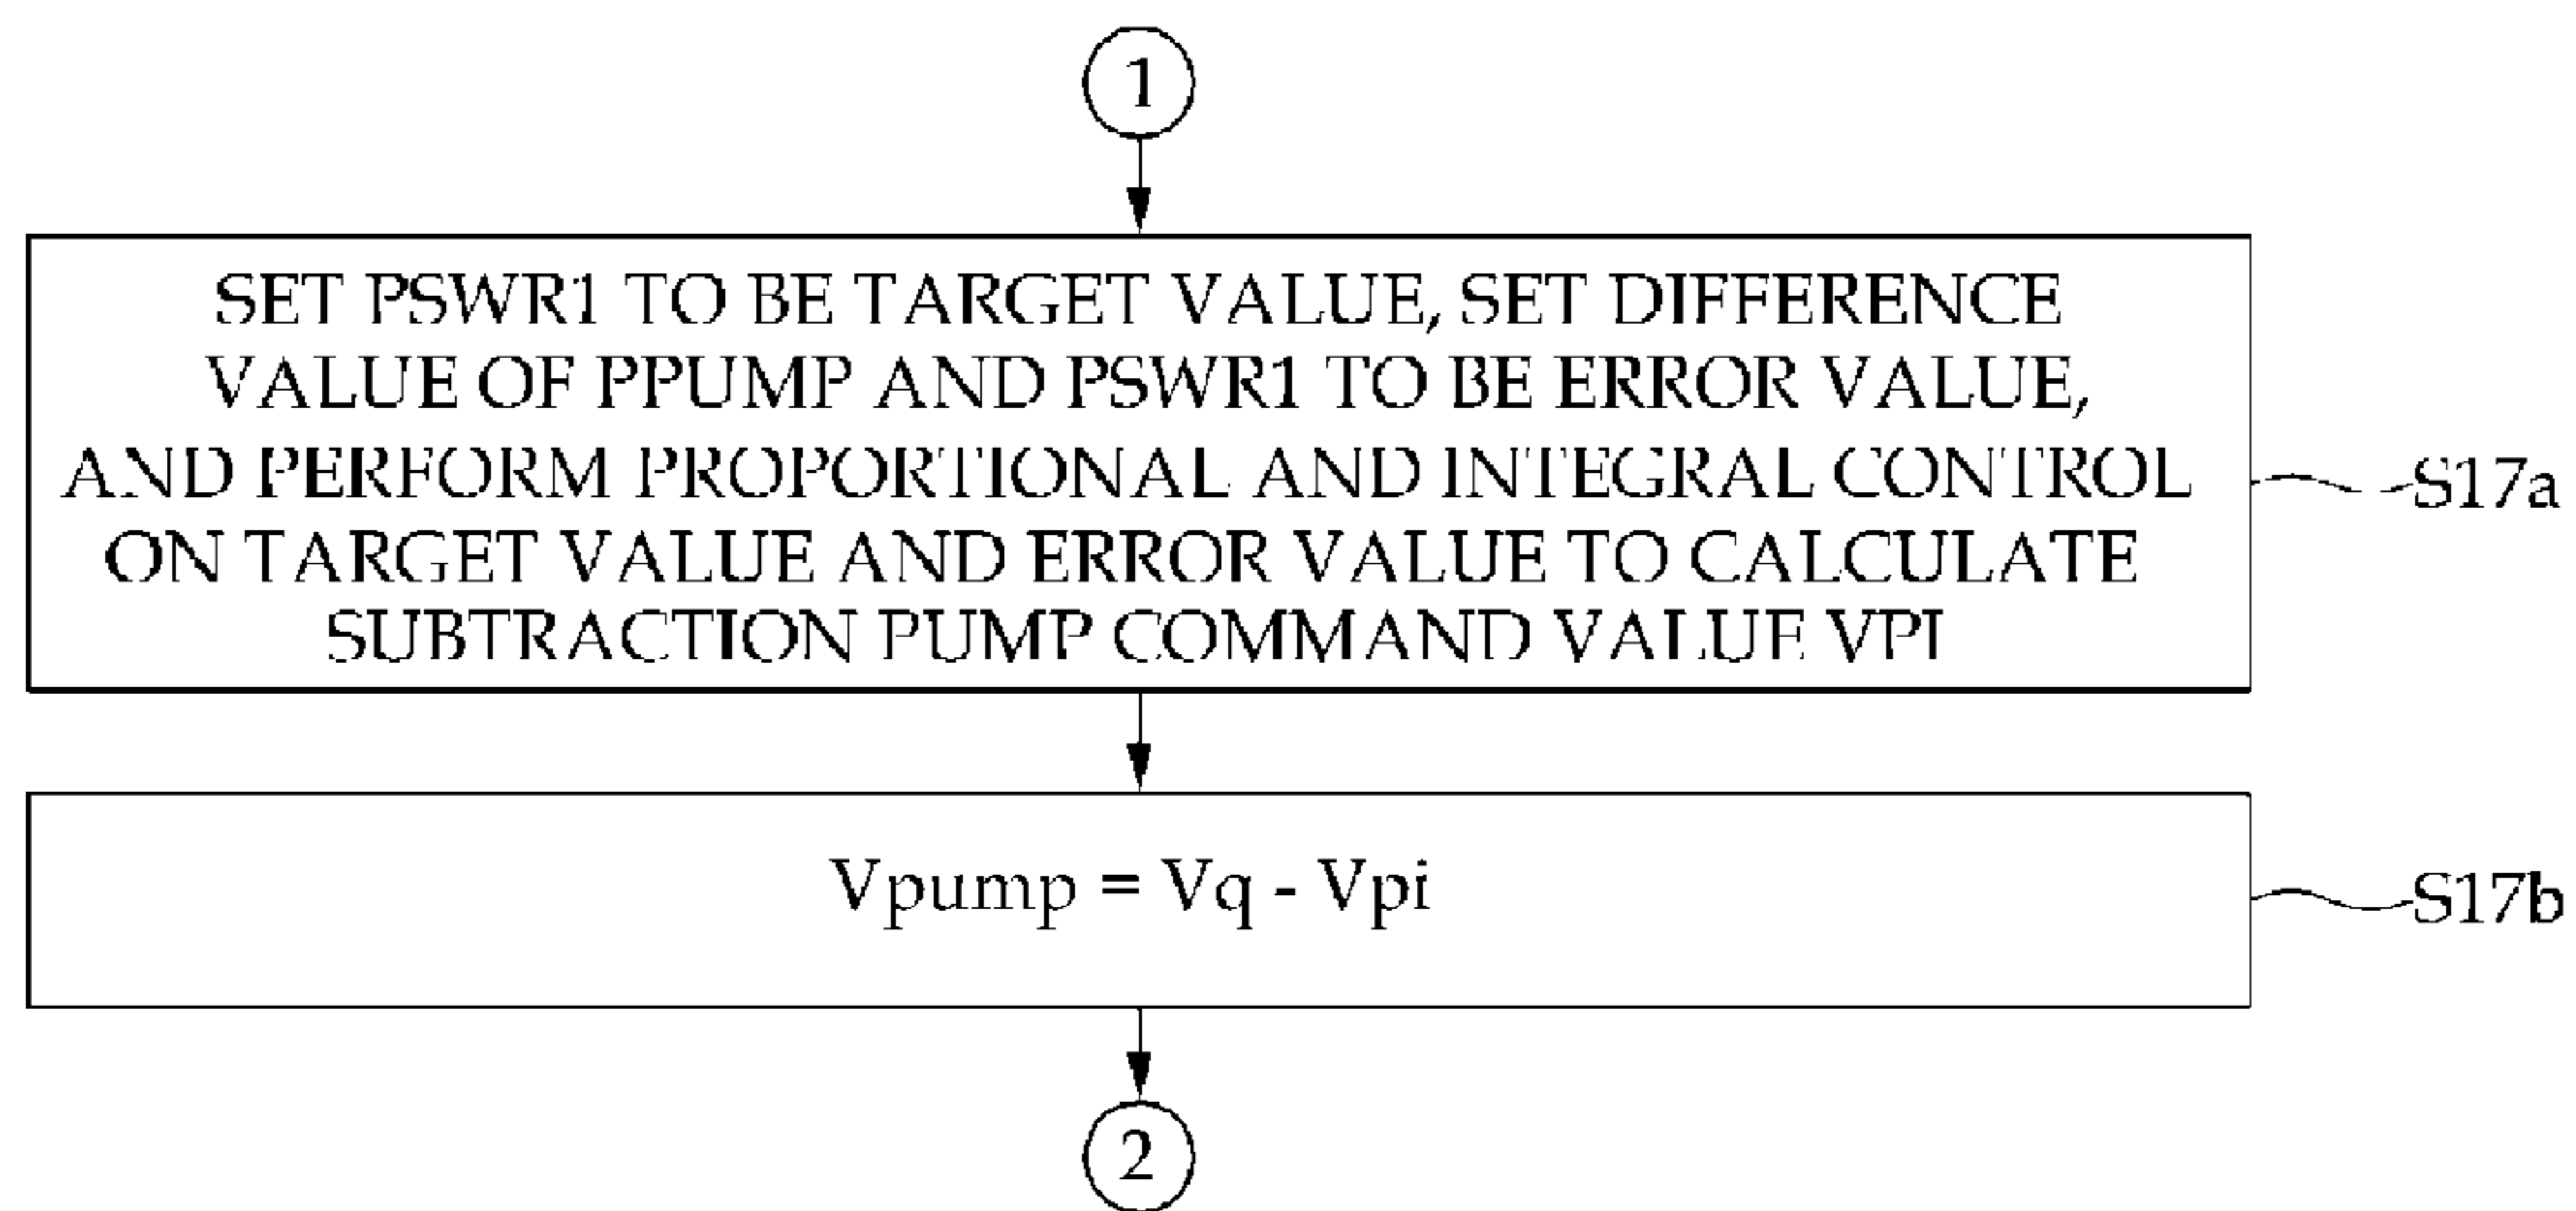 1
SET PSWR1 TO BE TARGET VALUE, SET DIFFERENCE
VALUE OF PPUMP AND PSWR1 TO BE ERROR VALUE,
AND PERFORM PROPORTIONAL AND INTEGRAL CONTROL
ON TARGET VALUE AND ERROR VALUE TO CALCULATE
SUBTRACTION PUMP COMMAND VALUE VPI
S17a
Vpump = Vq - Vpi
S17b
2